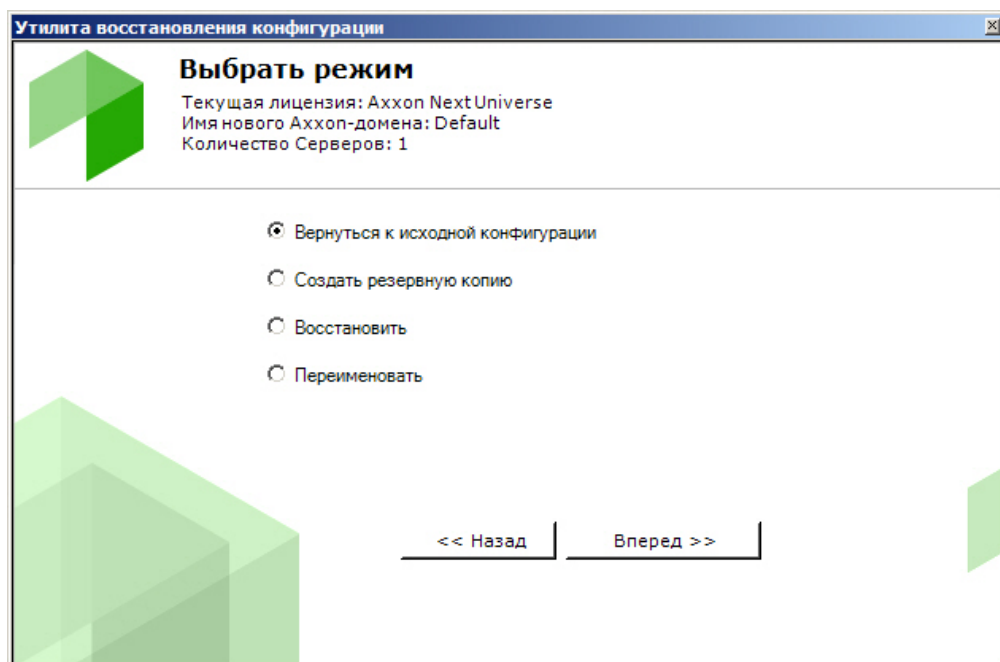 Утилита восстановления конфигурации
Выбрать режим
Текущая лицензия: Axxon Next Universe
Имя нового Axxon-домена: Default
Количество Серверов: 1
Вернуться к исходной конфигурации
Создать резервную копию
Восстановить
Переименовать
<< Назад Вперед >>